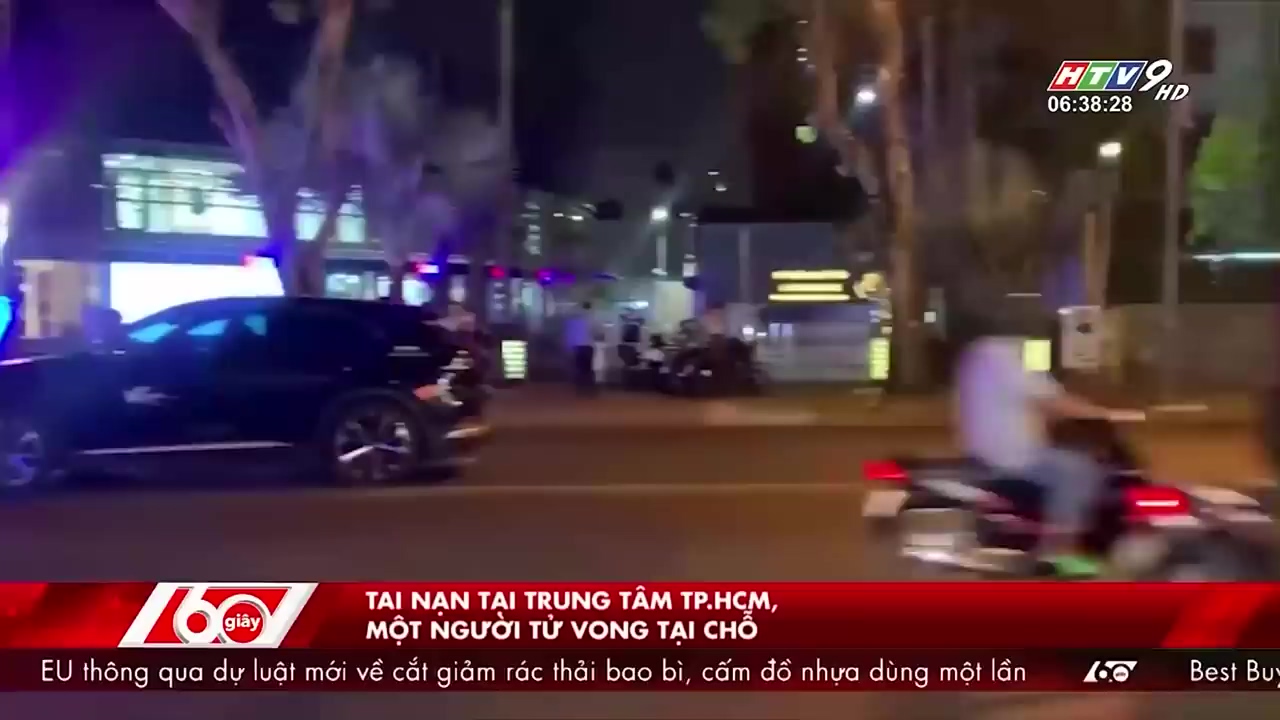 HTV9 HD
06:38:28
60 giây
TAI NẠN TẠI TRUNG TÂM TP.HCM,
MỘT NGƯỜI TỬ VONG TẠI CHỖ
EU thông qua dự luật mới về cắt giảm rác thải bao bì, cấm đồ nhựa dùng một lần 60 giây Best Buy